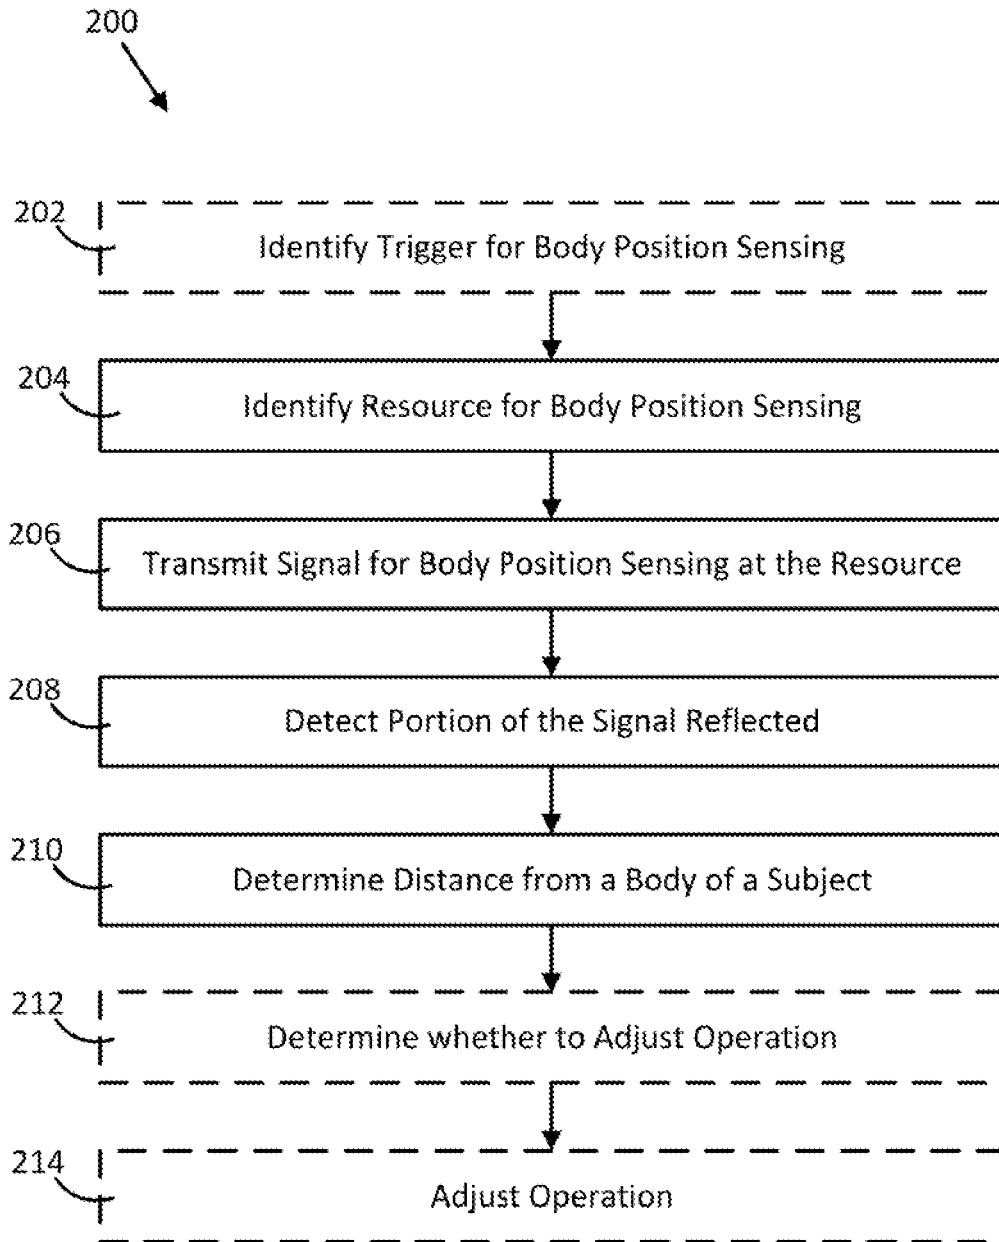 200
202
Identify Trigger for Body Position Sensing
204
Identify Resource for Body Position Sensing
206
Transmit Signal for Body Position Sensing at the Resource
208
Detect Portion of the Signal Reflected
210
Determine Distance from a Body of a Subject
212
Determine whether to Adjust Operation
214
Adjust Operation